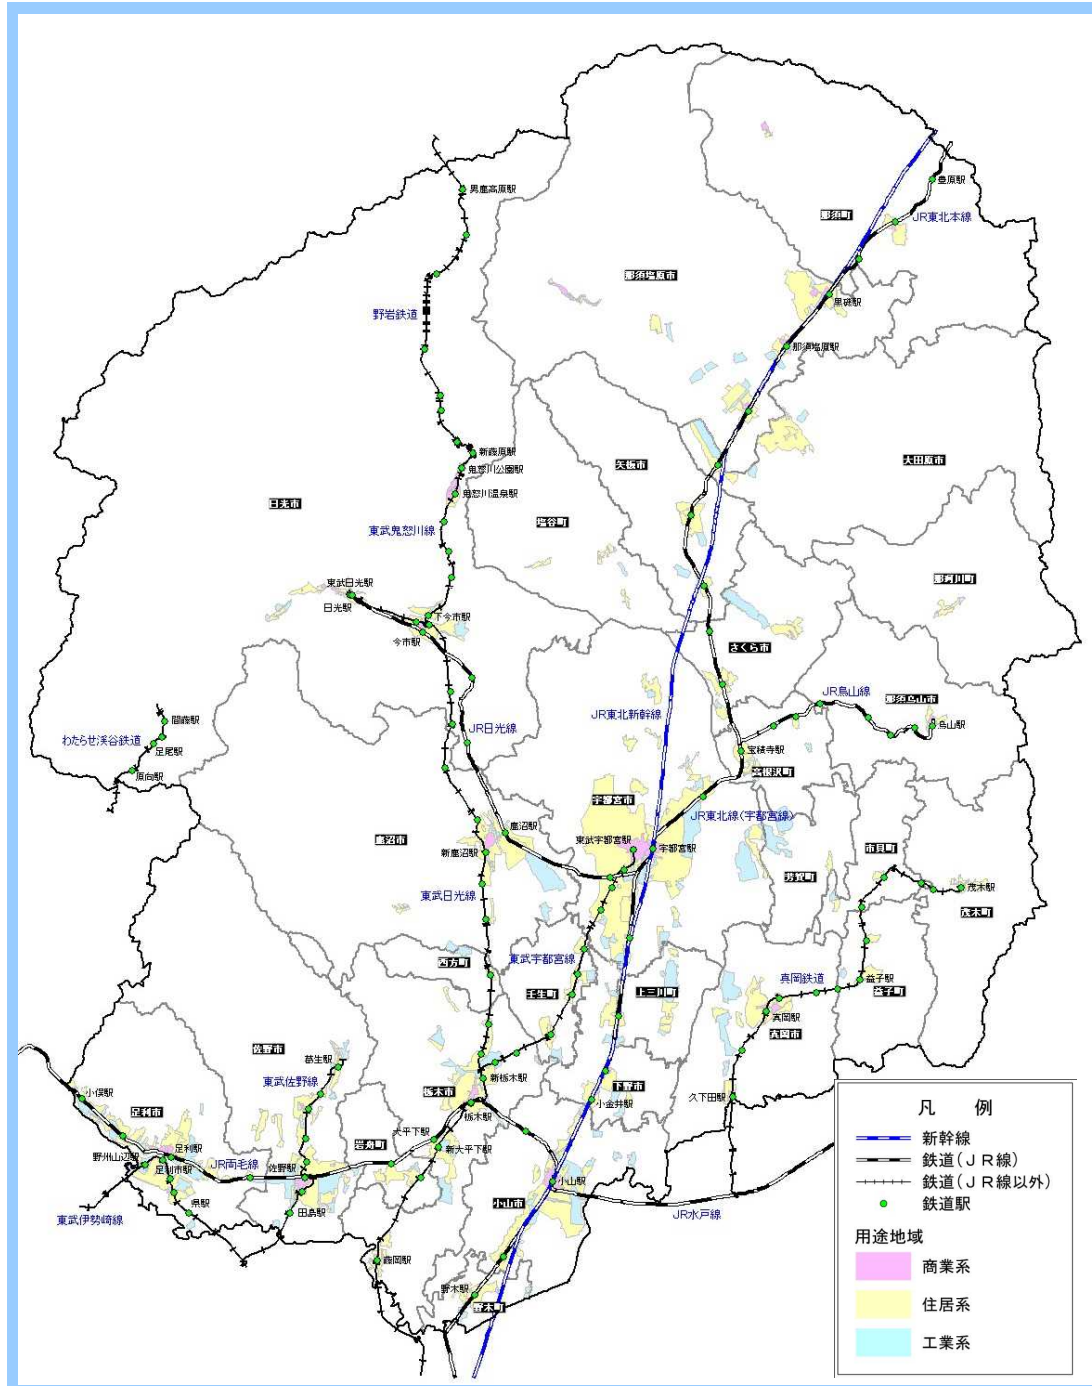 男鹿高原駅
豊原駅
那須町
JR東北本線
那須塩原市
黒磯駅
野岩鉄道
那須塩原駅
新藤原駅
鬼怒川公園駅
矢板市
大田原市
鬼怒川温泉駅
日光市
塩谷町
東武鬼怒川線
東武日光駅
日光駅
那珂川町
下今市駅
今市駅
さくら市
那須烏山市
JR烏山線
JR東北新幹線
間藤駅
烏山駅
JR日光線
わたらせ渓谷鉄道
足尾駅
宝積寺駅
原向駅
高根沢町
宇都宮市
JR東北線(宇都宮線)
鹿沼駅
鹿沼市
東武宇都宮駅
宇都宮駅
新鹿沼駅
市貝町
芳賀町
東武日光線
茂木駅
茂木町
西方町
東武宇都宮線
真岡鉄道
益子駅
壬生町
上三川町
益子町
真岡駅
真岡市
佐野市
葛生駅
東武佐野線
新栃木駅
下野市
小俣駅
栃木市
小金井駅
久下田駅
足利市
栃木駅
大平下駅
岩舟町
新大平下駅
足利駅
野州山辺駅
足利市駅
JR両毛線
佐野駅
小山駅
県駅
田島駅
小山市
JR水戸線
東武伊勢崎線
藤岡駅
野木駅
野木町
凡 例
新幹線
鉄道(JR線)
鉄道(JR線以外)
鉄道駅
用途地域
商業系
住居系
工業系